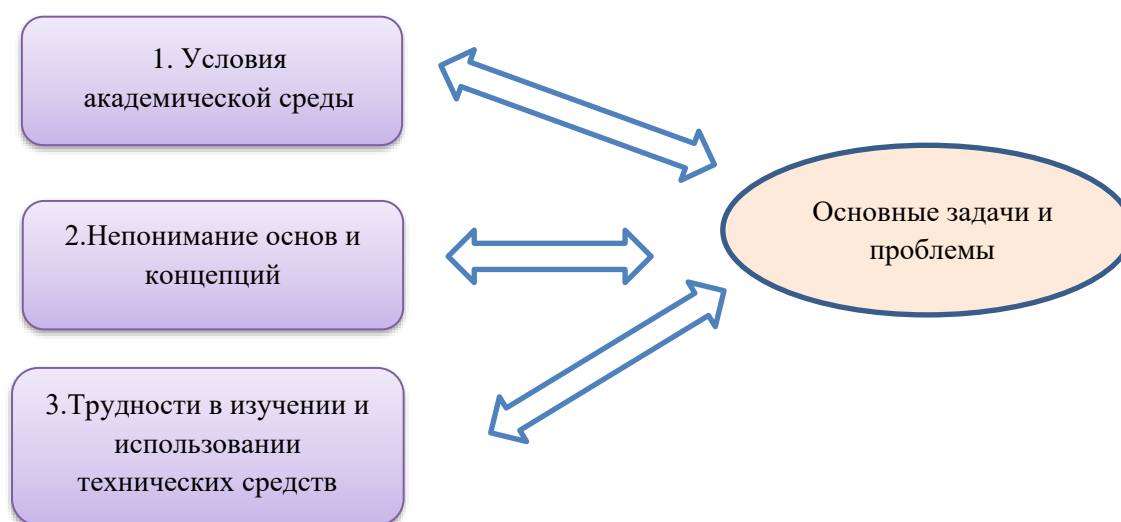 1. Условия
академической среды
2.Непонимание основ и
концепций
3.Трудности в изучении и
использовании
технических средств
Основные задачи и
проблемы